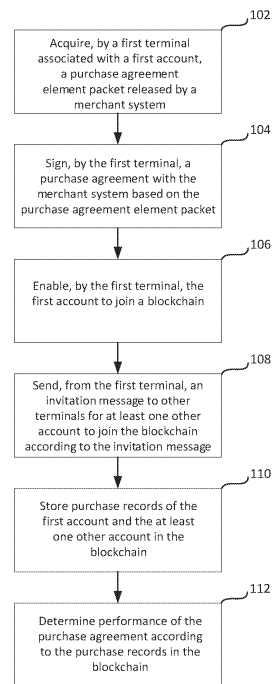 102
Acquire, by a first terminal
associated with a first account,
a purchase agreement
element packet released by a
merchant system
104
Sign, by the first terminal, a
purchase agreement with the
merchant system based on the
purchase agreement element packet
106
Enable, by the first terminal, the
first account to join a blockchain
108
Send, from the first terminal, an
invitation message to other
terminals for at least one other
account to join the blockchain
according to the invitation message
110
Store purchase records of the
first account and the at least
one other account in the
blockchain
112
Determine performance of the
purchase agreement according
to the purchase records in the
blockchain